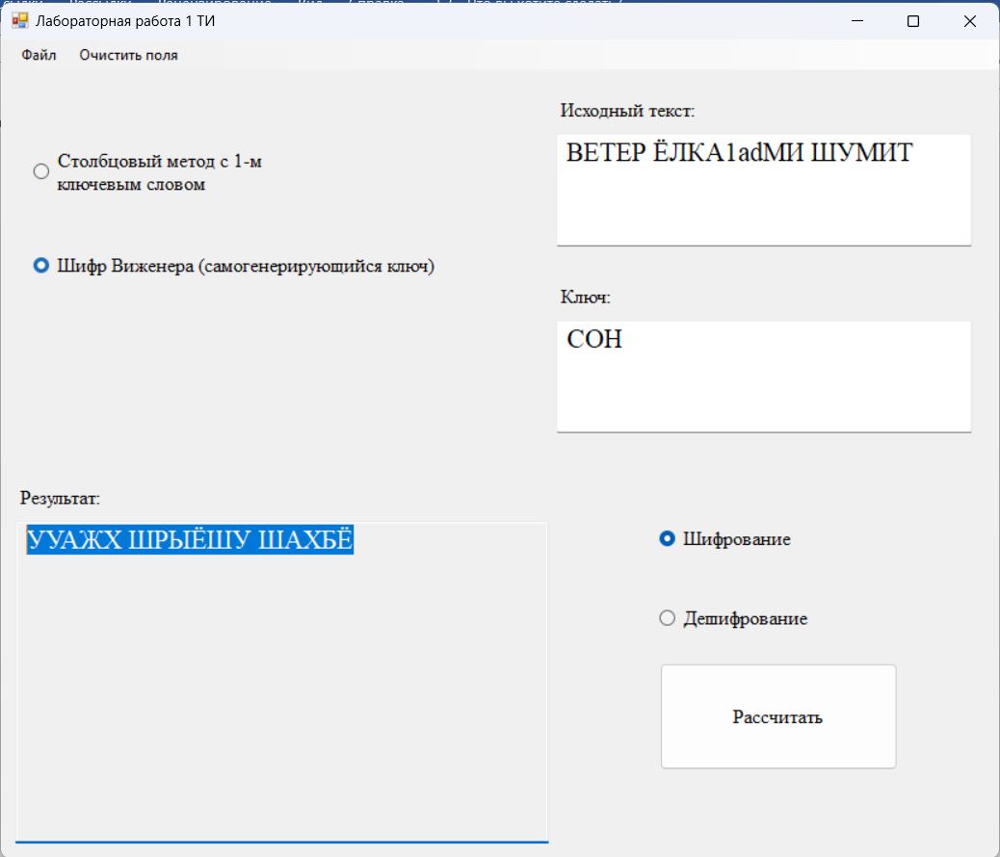 Лабораторная работа 1 ТИ
Файл Очистить поля
Исходный текст:
ВЕТЕР ЁЛКА1adМИ ШУМИТ
Столбцовый метод с 1-м
ключевым словом
Шифр Виженера (самогенерирующийся ключ)
Ключ:
СОН
Результат:
УУАЖХ ШРЫЁШУ ШАХБЁ
Шифрование
Дешифрование
Рассчитать